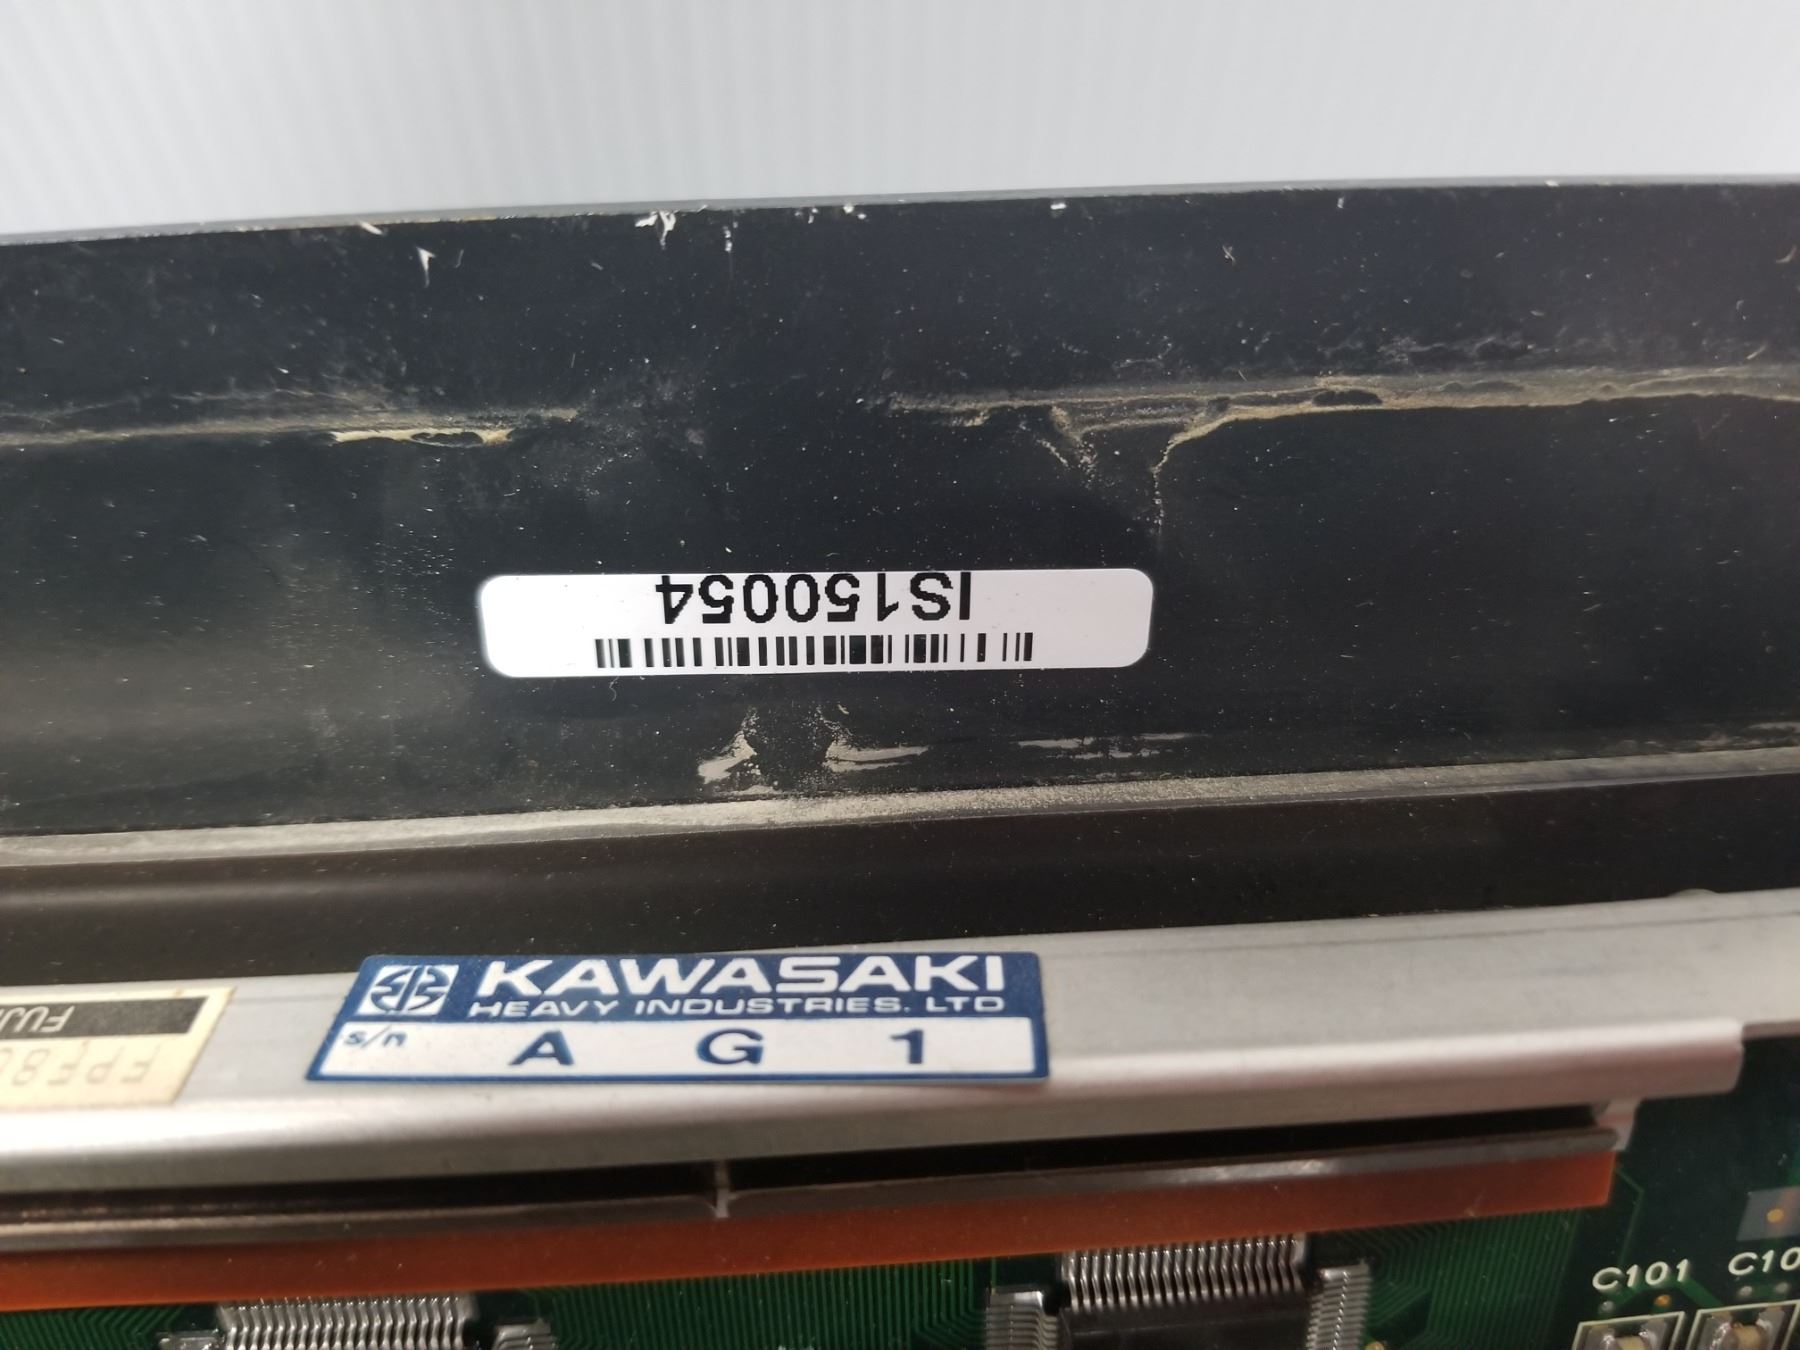 IS150054
KAWASAKI
HEAVY INDUSTRIES. LTD
s/n A G 1
C101